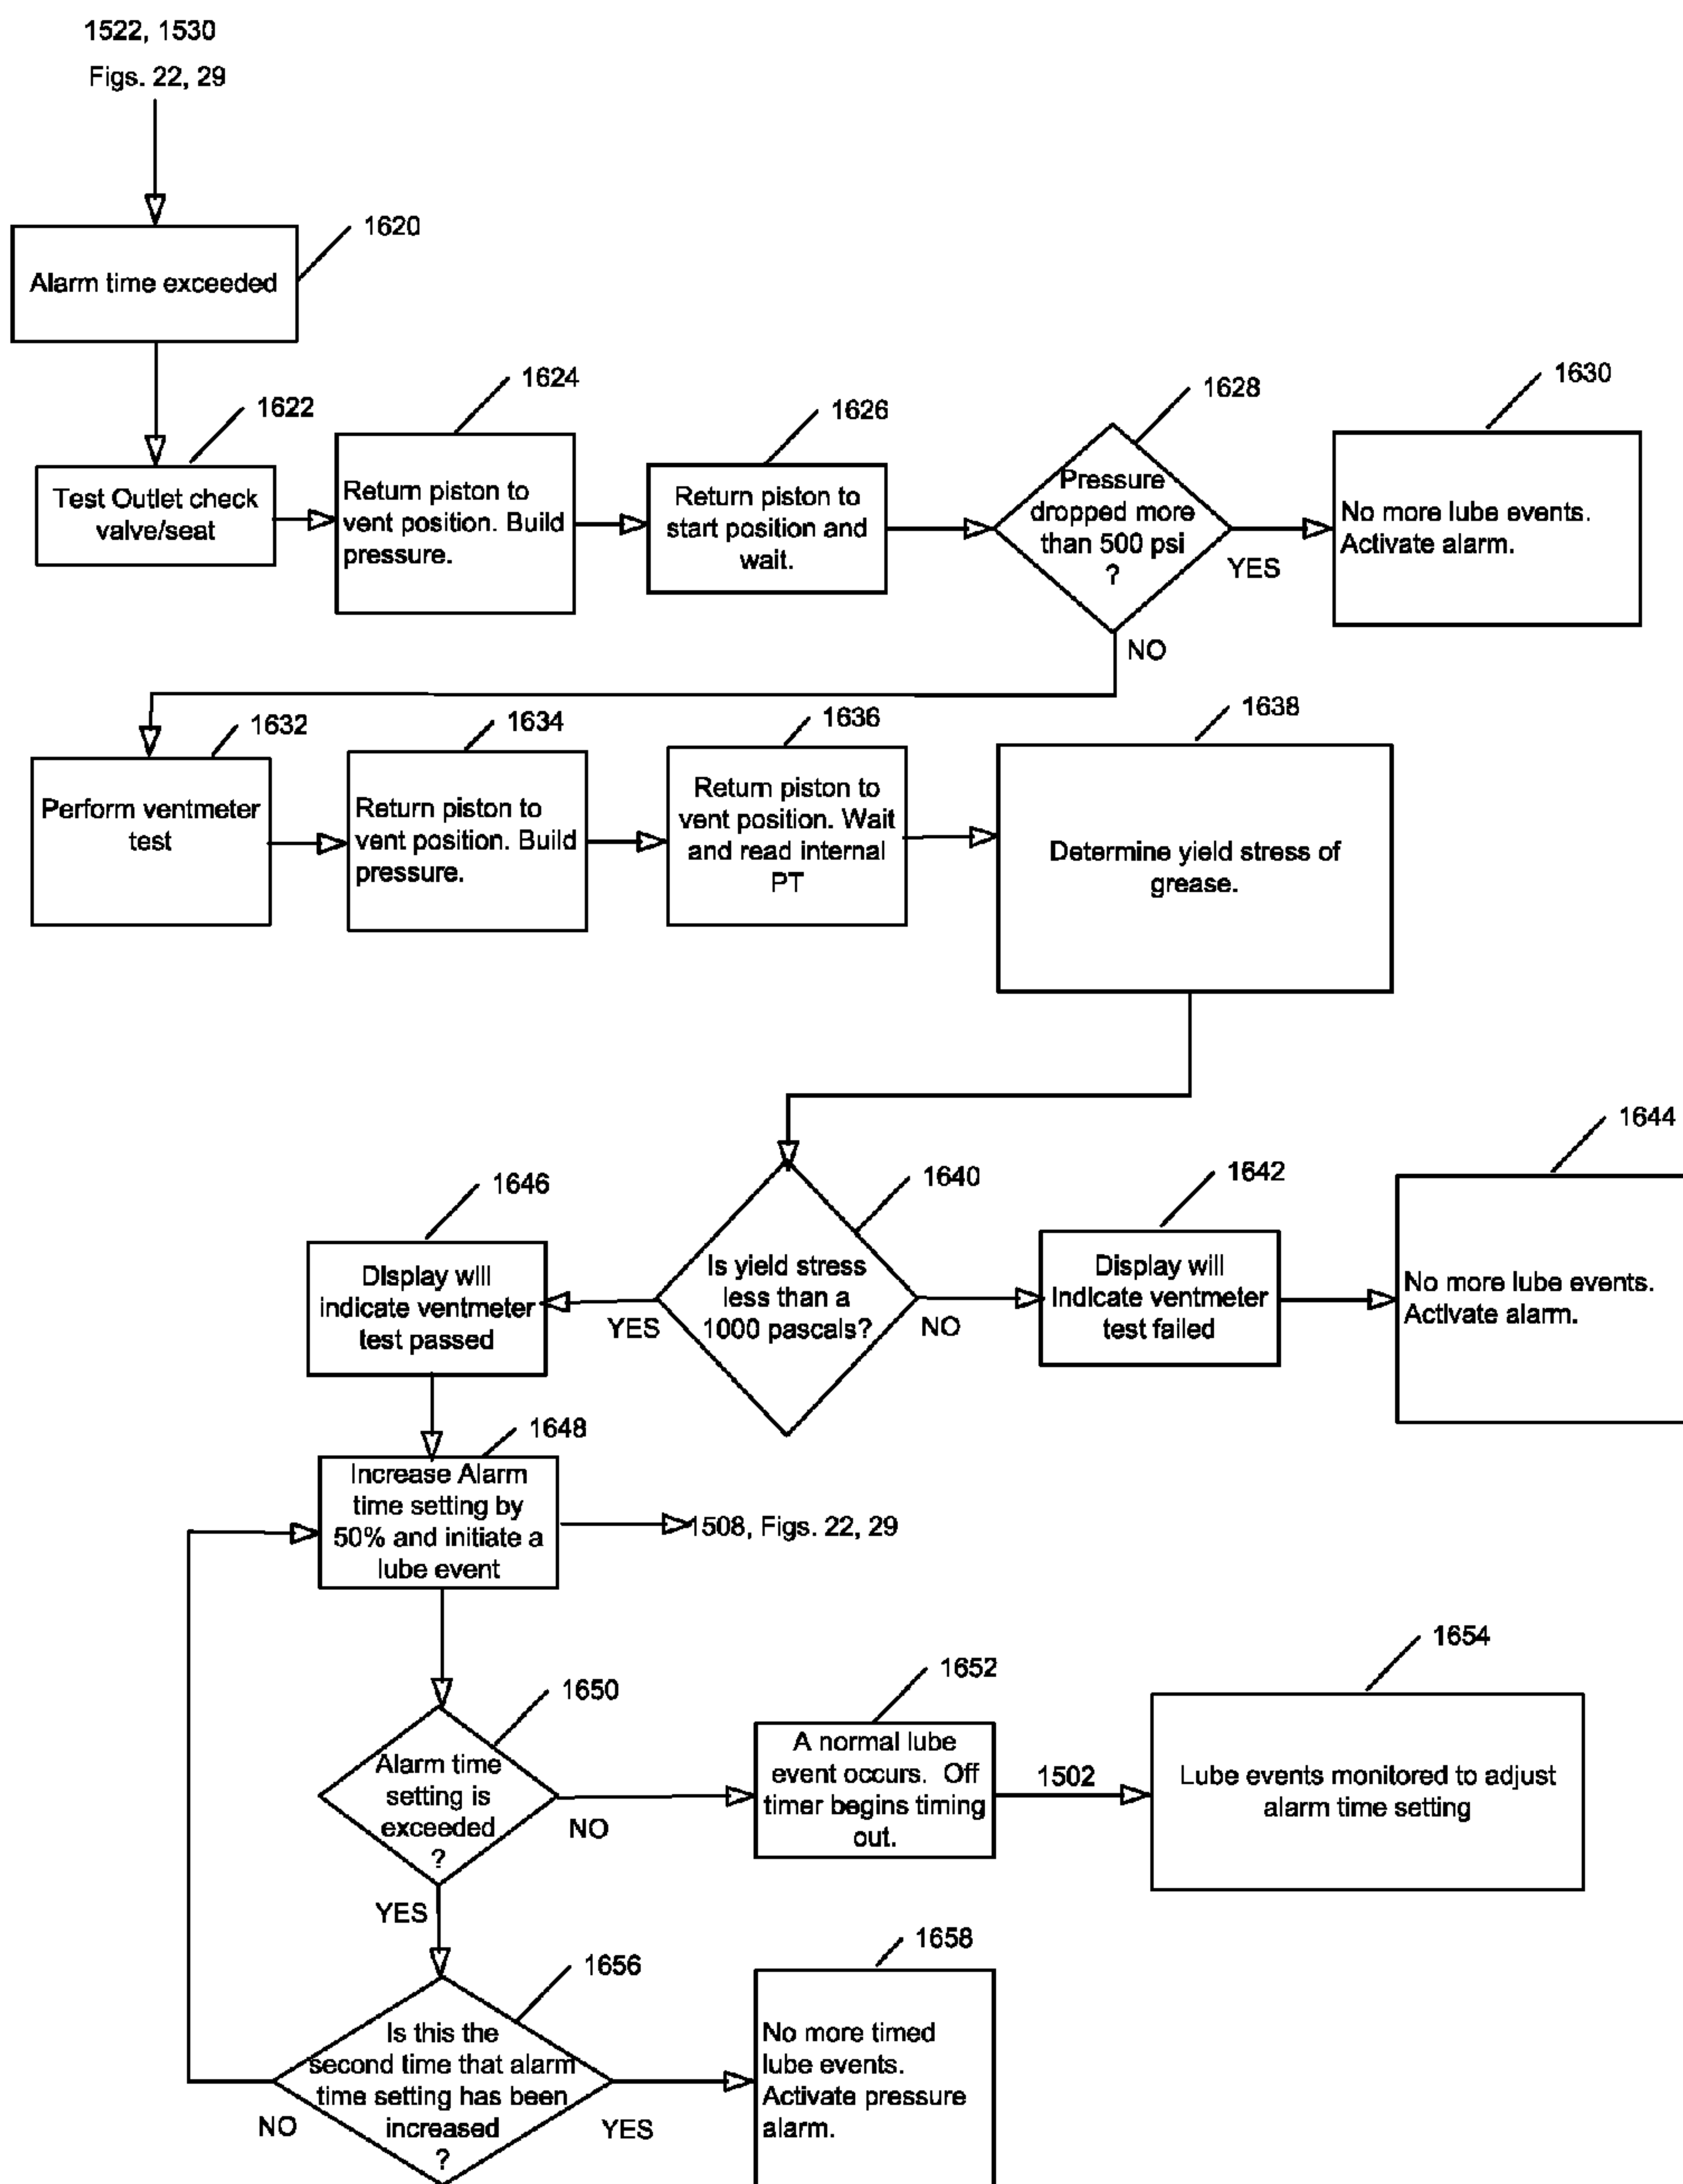 1522, 1530
Figs. 22, 29
1620
Alarm time exceeded
1622
Test Outlet check
valve/seat
1624
Return piston to
vent position. Build
pressure.
1626
Return piston to
start position and
wait.
1628
Pressure
dropped more
than 500 psi
?
YES
NO
1630
No more lube events.
Activate alarm.
1632
Perform ventmeter
test
1634
Return piston to
vent position. Build
pressure.
1636
Return piston to
vent position. Wait
and read internal
PT
1638
Determine yield stress of
grease.
1640
Is yield stress
less than a
1000 pascals?
YES
NO
1642
Display will
indicate ventmeter
test failed
1644
No more lube events.
Activate alarm.
1646
Display will
indicate ventmeter
test passed
1648
Increase Alarm
time setting by
50% and initiate a
lube event
1508, Figs. 22, 29
1650
Alarm time
setting is
exceeded
?
NO
YES
1652
A normal lube
event occurs. Off
timer begins timing
out.
1502
1654
Lube events monitored to adjust
alarm time setting
1656
Is this the
second time that alarm
time setting has been
increased
?
NO
YES
1658
No more timed
lube events.
Activate pressure
alarm.